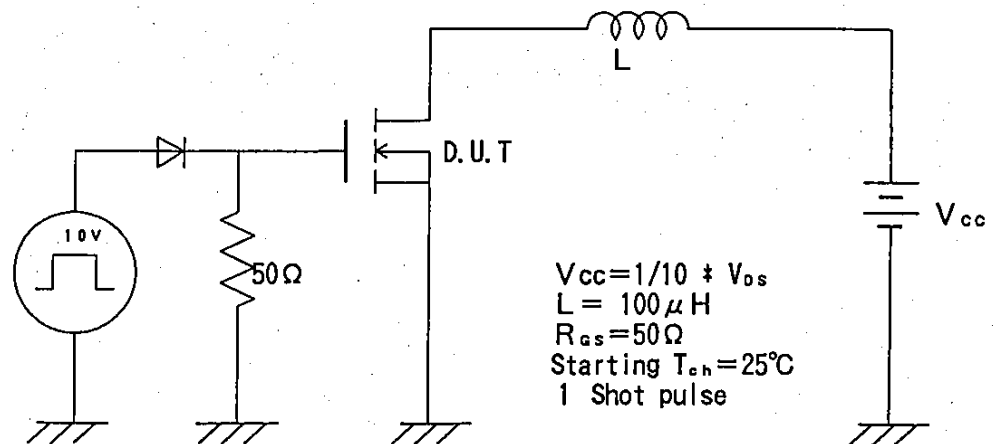 L
D.U.T
10V
50Ω
Vcc
Vcc=1/10 * VDS
L= 100μH
RGS=50Ω
Starting Tch=25℃
1 Shot pulse